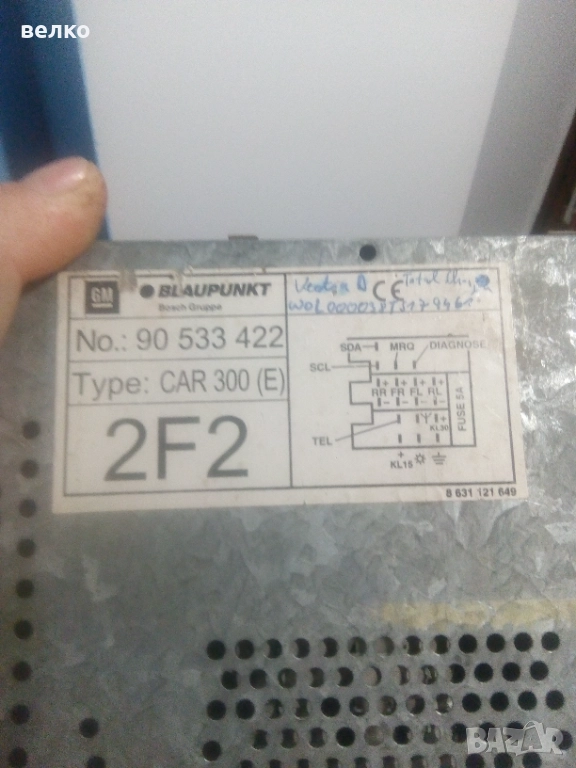 велко
GM
BLAUPUNKT
Bosch Gruppe
No.: 90 533 422
Type: CAR 300 (E)
2F2
CE
SDA MRQ DIAGNOSE
SCL
RR FR FL RL
FUSE 5A
KL30
TEL
KL15
8 631 121 649
BAZAR